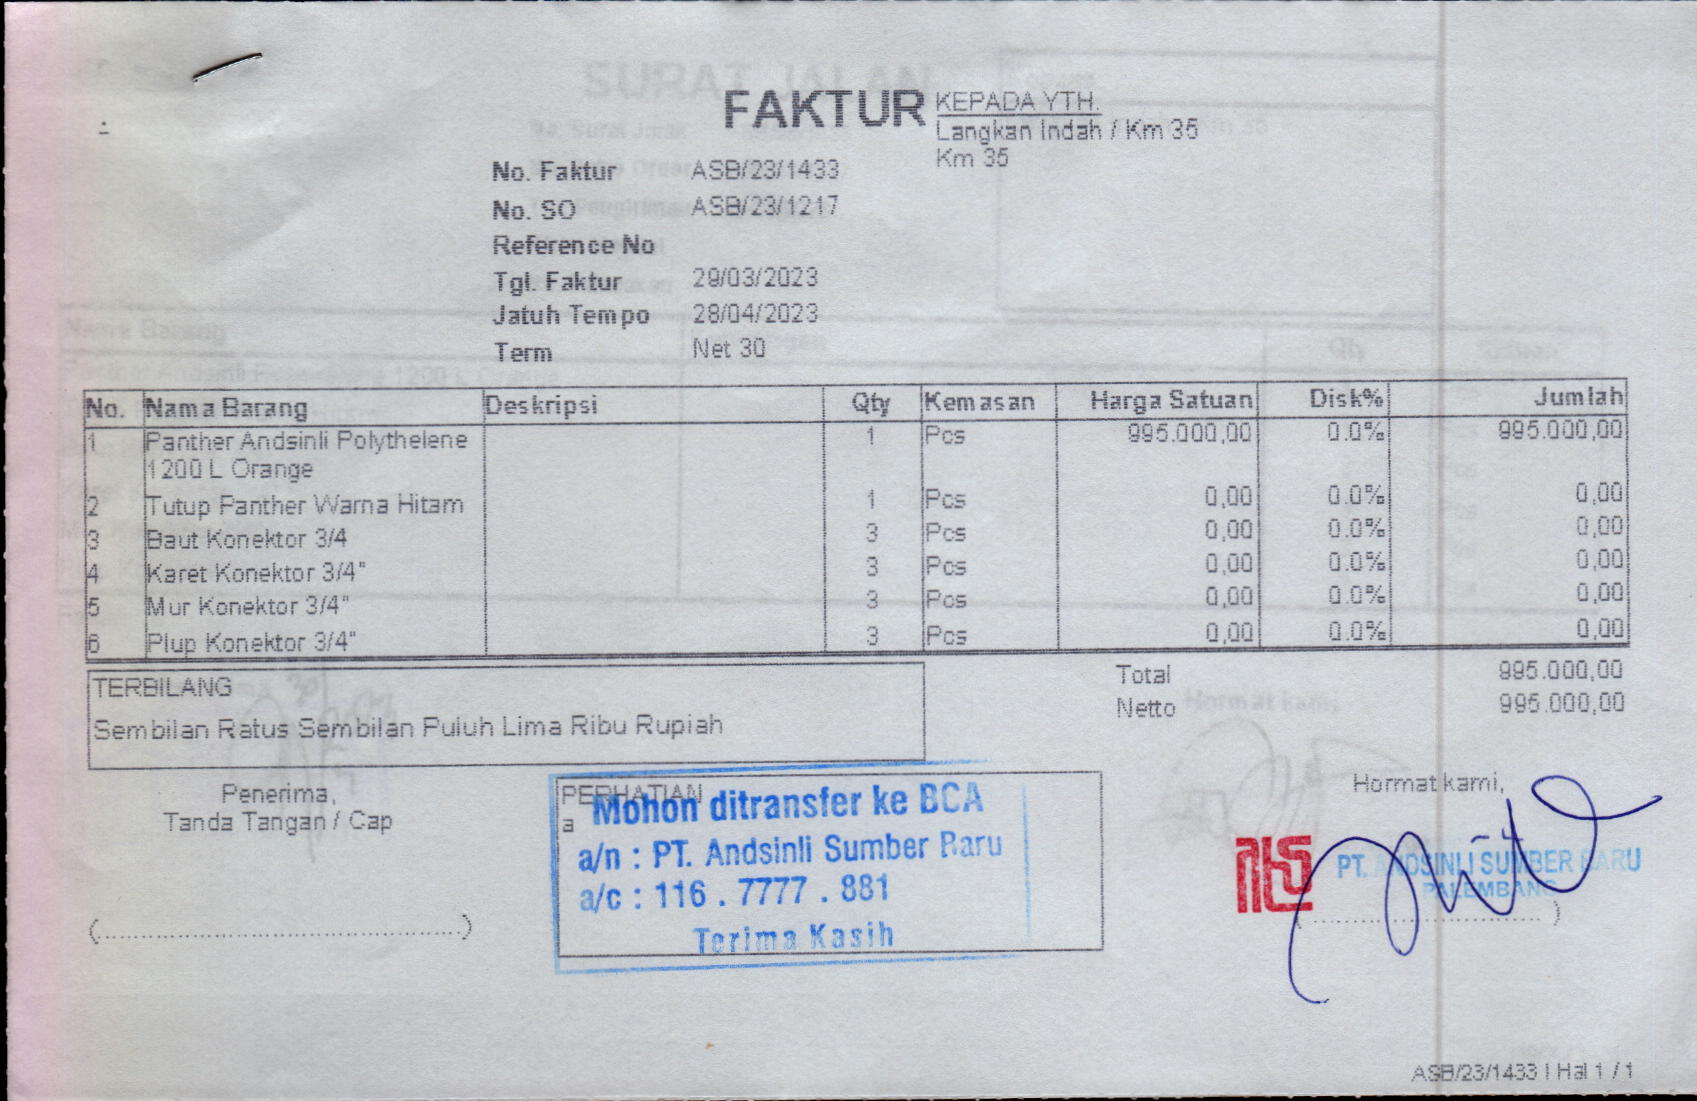 FAKTUR
KEPADA YTH.
Langkan Indah / Km 35
Km 35
No. Faktur ASB/23/1433
No. SO ASB/23/1217
Reference No
Tgl. Faktur 29/03/2023
Jatuh Tempo 28/04/2023
Term Net 30
No. Nama Barang Deskripsi Qty Kemasan Harga Satuan Disk% Jumlah
1 Panther Andsinli Polythelene 1 Pcs 995.000,00 0.0% 995.000,00
1200 L Orange
2 Tutup Panther Warna Hitam 1 Pcs 0,00 0.0% 0,00
3 Baut Konektor 3/4 3 Pcs 0,00 0.0% 0,00
4 Karet Konektor 3/4" 3 Pcs 0,00 0.0% 0,00
5 Mur Konektor 3/4" 3 Pcs 0,00 0.0% 0,00
6 Plup Konektor 3/4" 3 Pcs 0,00 0.0% 0,00
Total 995.000,00
Netto 995.000,00
TERBILANG
Sembilan Ratus Sembilan Puluh Lima Ribu Rupiah
Penerima,
Tanda Tangan / Cap
(..............................)
PERHATIAN
a
Mohon ditransfer ke BCA
a/n : PT. Andsinli Sumber Baru
a/c : 116 . 7777 . 881
Terima Kasih
Hormat kami,
PT. ANDSINLI SUMBER BARU
PALEMBANG
ASB/23/1433 | Hal 1 / 1